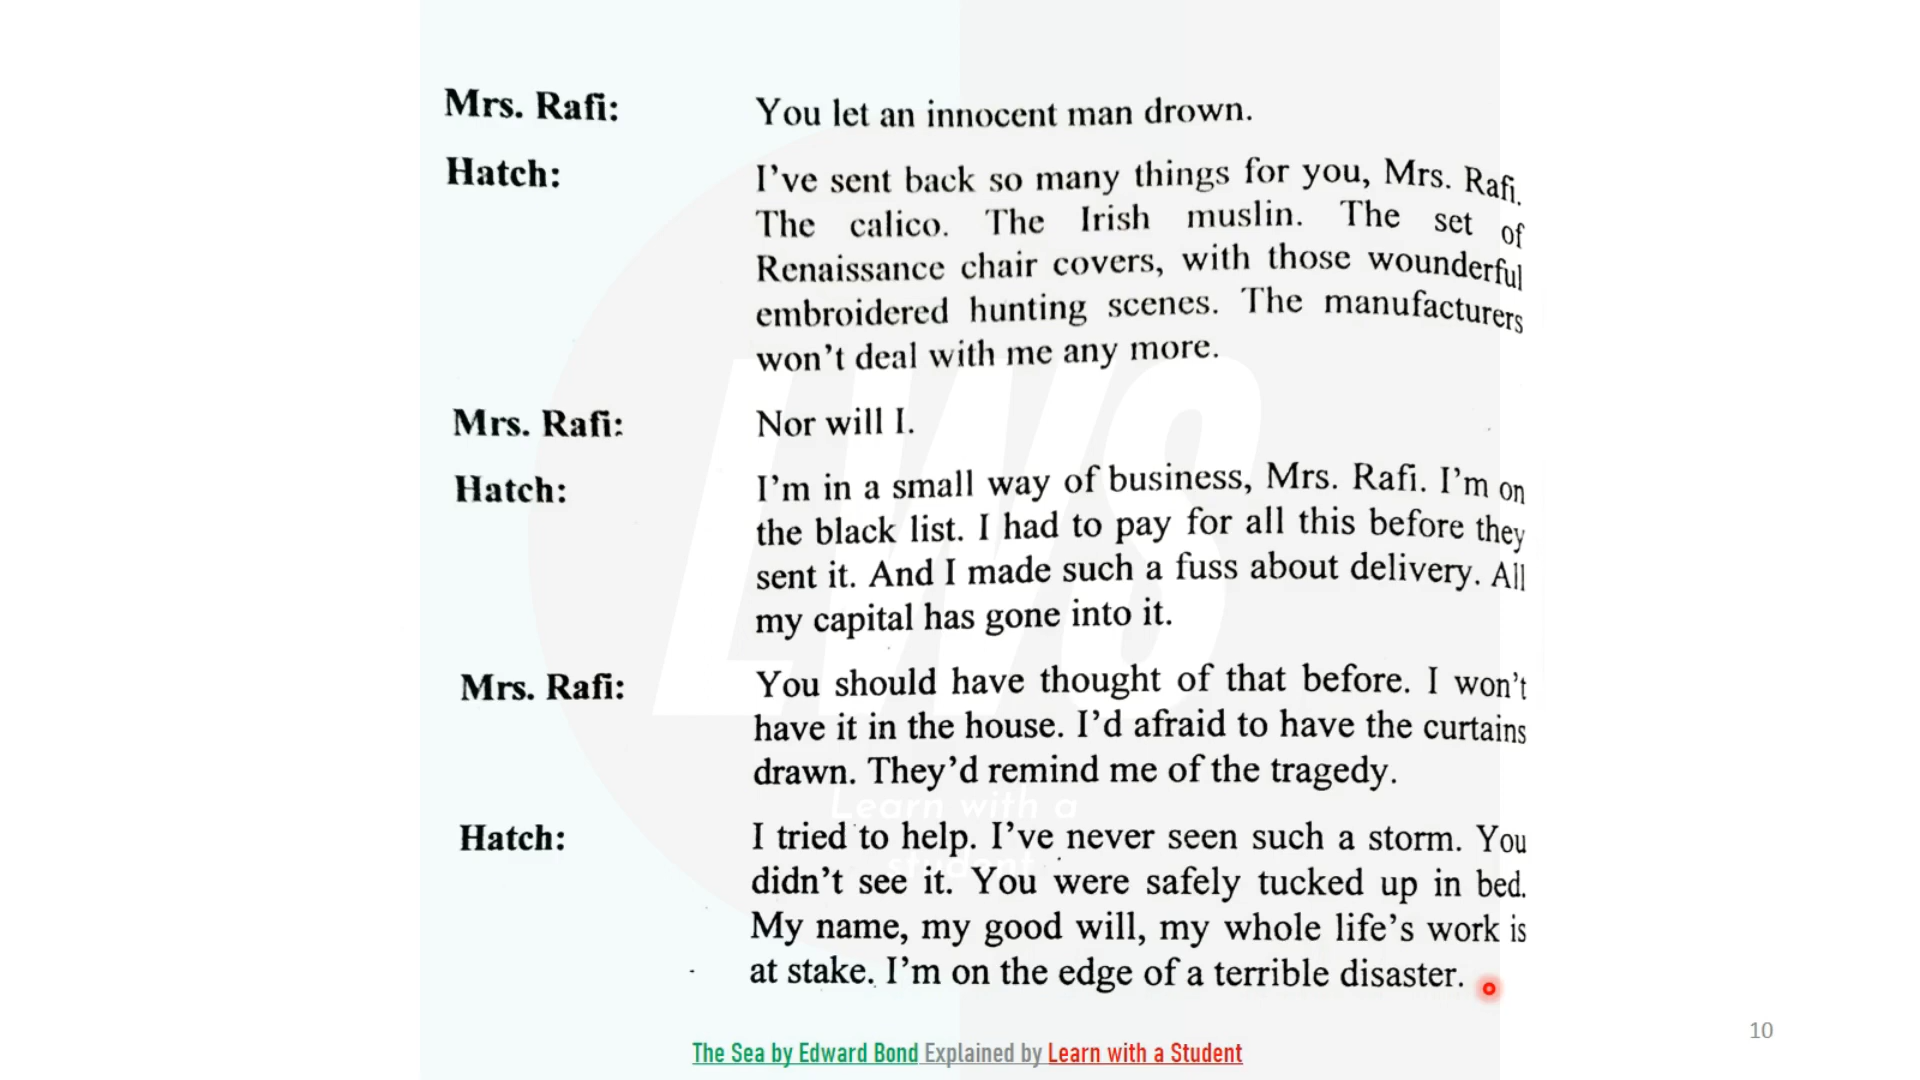 Mrs. Rafi: You let an innocent man drown.
Hatch: I've sent back so many things for you, Mrs. Rafi.
The calico. The Irish muslin. The set of
Renaissance chair covers, with those wounderful
embroidered hunting scenes. The manufacturers
won't deal with me any more.
Mrs. Rafi: Nor will I.
Hatch: I'm in a small way of business, Mrs. Rafi. I'm on
the black list. I had to pay for all this before they
sent it. And I made such a fuss about delivery. All
my capital has gone into it.
Mrs. Rafi: You should have thought of that before. I won't
have it in the house. I'd afraid to have the curtains
drawn. They'd remind me of the tragedy.
Hatch: I tried to help. I've never seen such a storm. You
didn't see it. You were safely tucked up in bed.
My name, my good will, my whole life's work is
at stake. I'm on the edge of a terrible disaster.
LWS
Learn with a
student
The Sea by Edward Bond Explained by Learn with a Student
10